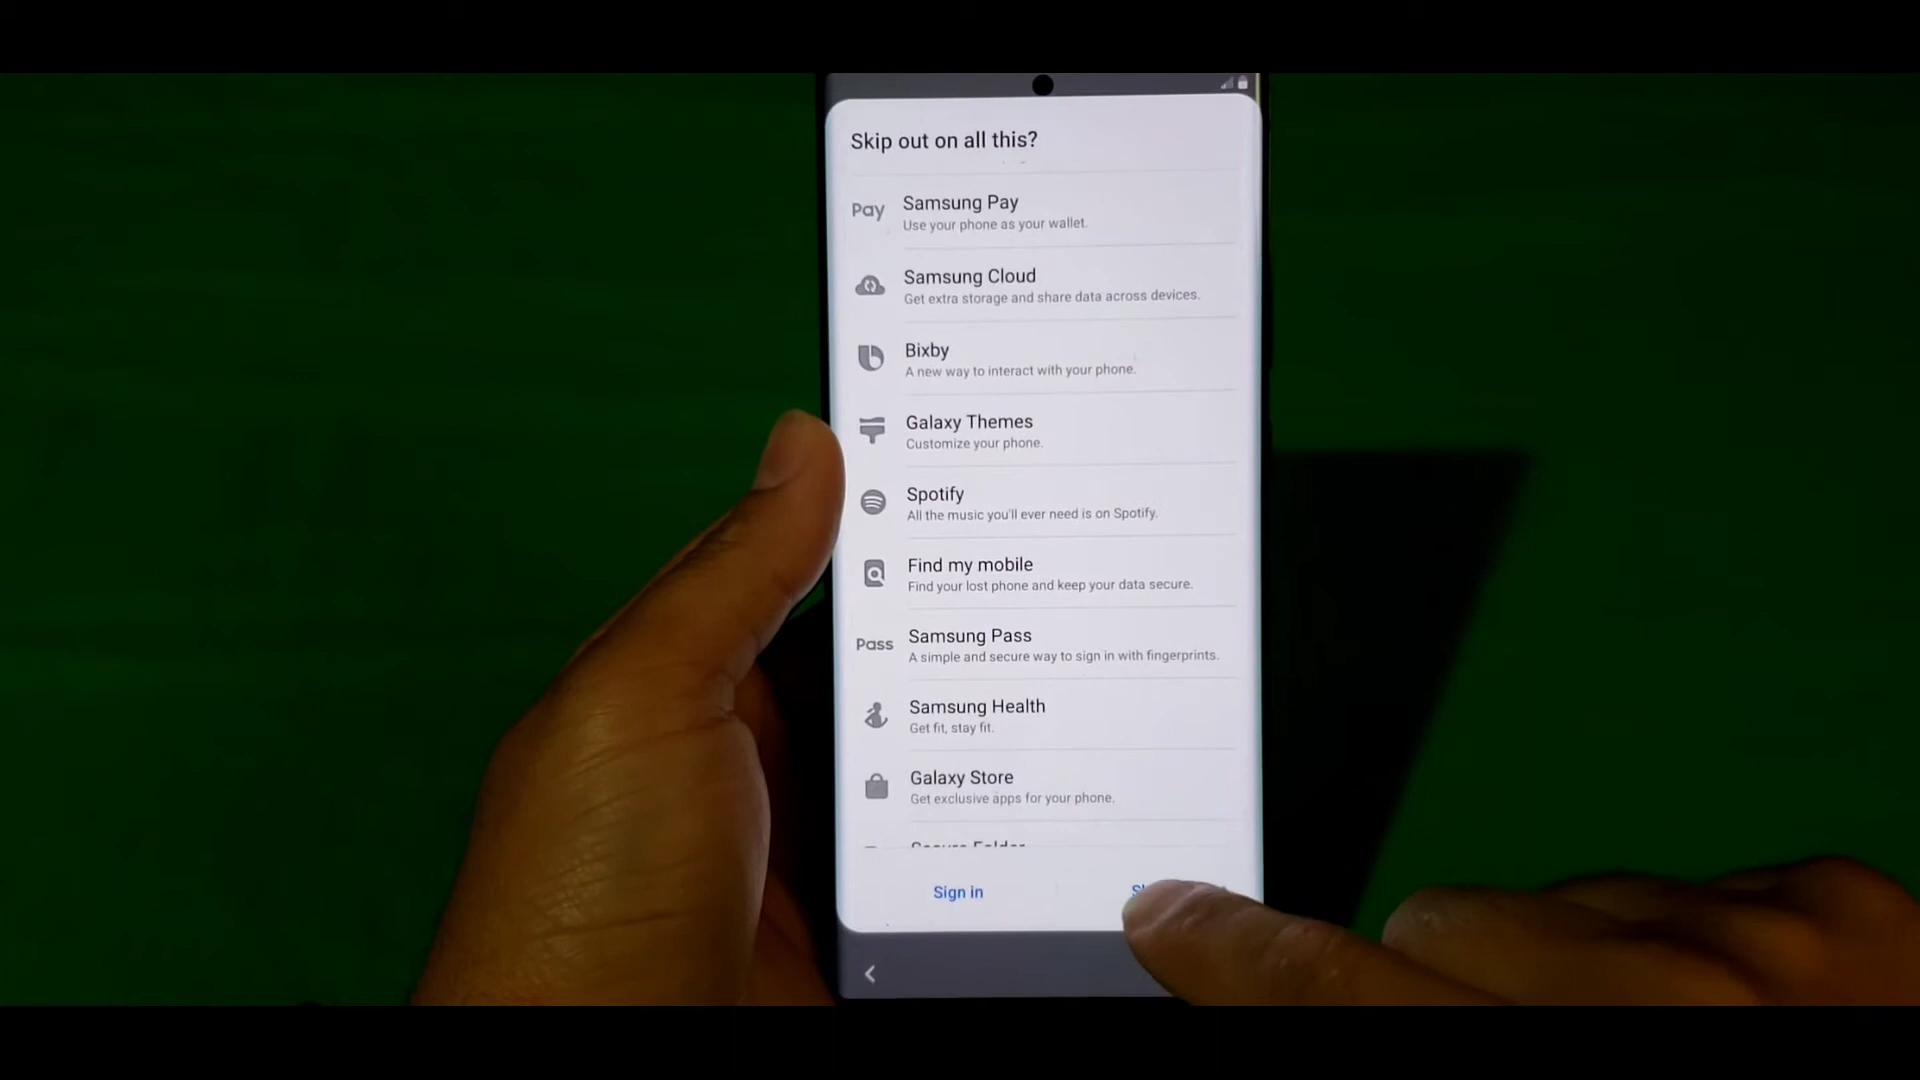 Skip out on all this?
Pay
Samsung Pay
Use your phone as your wallet.
Samsung Cloud
Get extra storage and share data across devices.
Bixby
A new way to interact with your phone.
Galaxy Themes
Customize your phone.
Spotify
All the music you'll ever need is on Spotify.
Find my mobile
Find your lost phone and keep your data secure.
Pass
Samsung Pass
A simple and secure way to sign in with fingerprints.
Samsung Health
Get fit, stay fit.
Galaxy Store
Get exclusive apps for your phone.
Secure Folder
Sign in